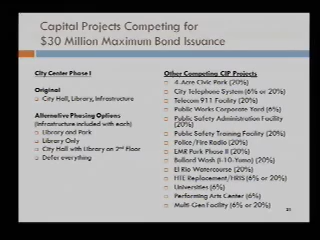 Capital Projects Competing for
$30 Million Maximum Bond Issuance
City Center Phase I
Original
City Hall, Library, Infrastructure
Alternative Phasing Options
(Infrastructure included with each)
Library and Park
Library Only
City Hall with Library on 2nd Floor
Defer everything
Other Competing CIP Projects
4-Acre Civic Park (20%)
City Telephone System (6% or 20%)
Telecom 911 Facility (20%)
Public Works Corporate Yard (6%)
Public Safety Administration Facility
(20%)
Public Safety Training Facility (20%)
Police/Fire Radio (20%)
EMR Park Phase II (20%)
Bullard Wash (I-10-Yuma) (20%)
El Rio Watercourse (20%)
HTE Replacement/HRIS (6% or 20%)
Universities (6%)
Performing Arts Center (6%)
Multi-Gen Facility (6% or 20%)